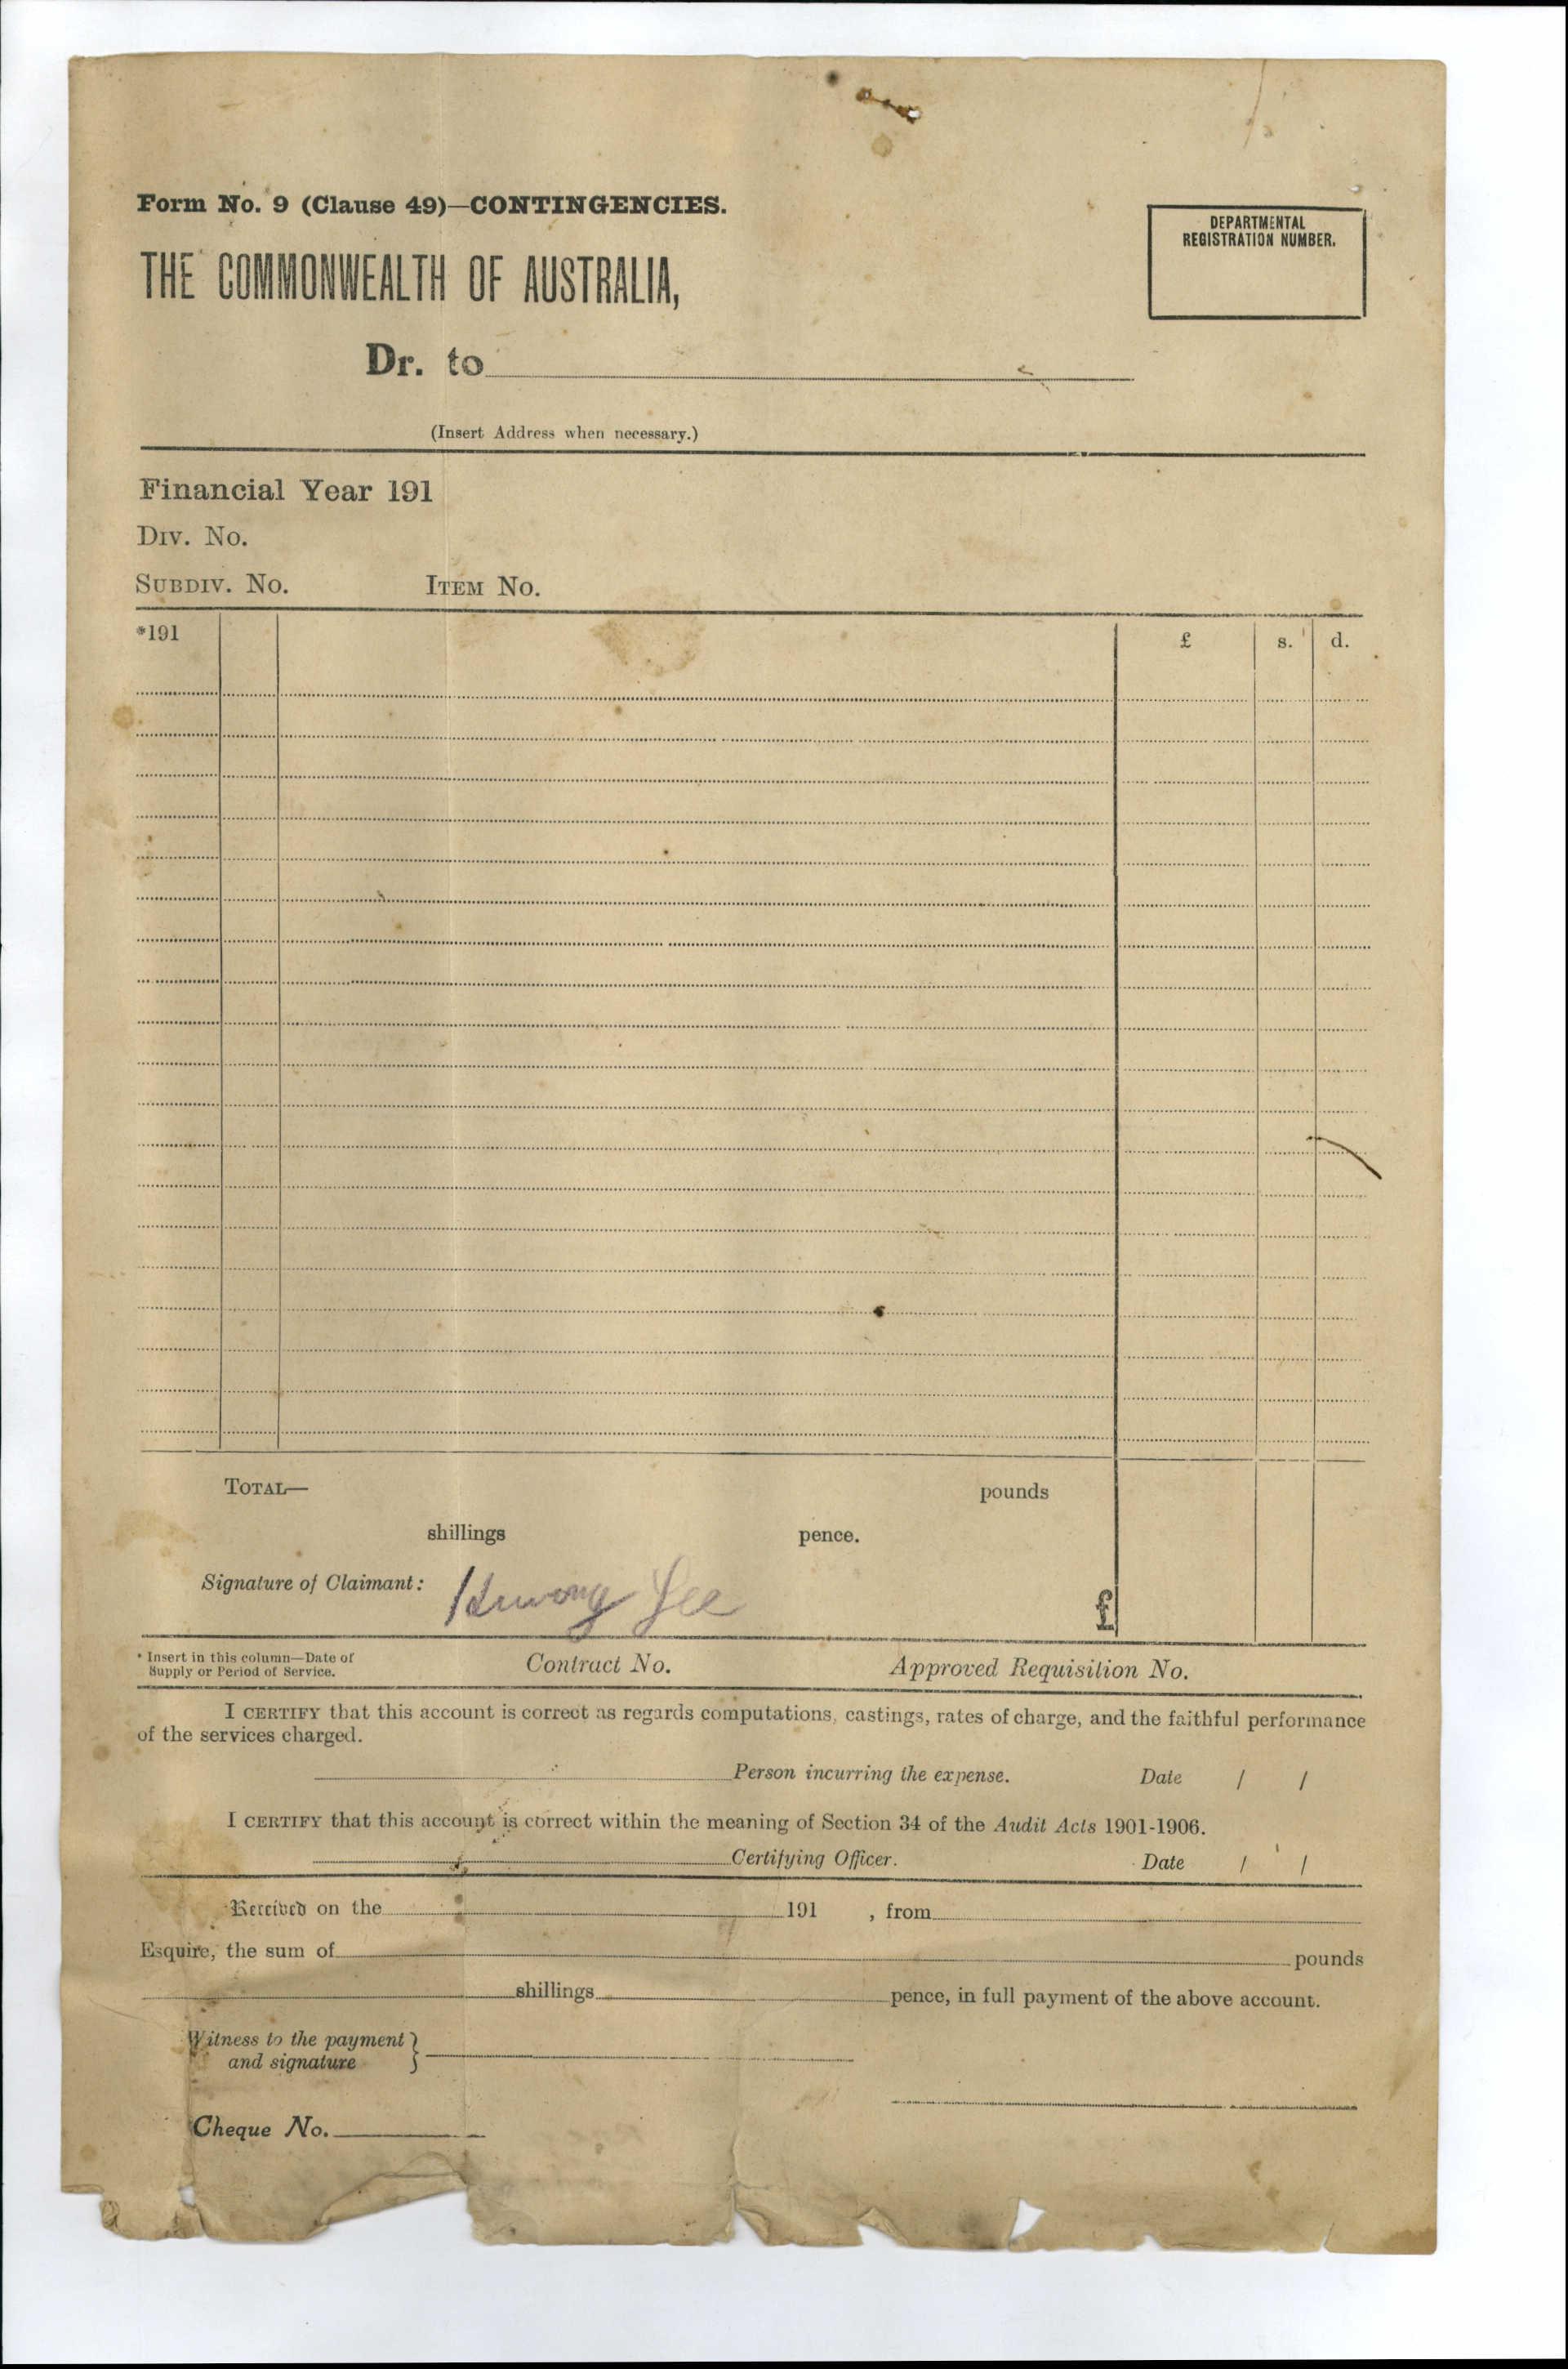 Form No. 9 (Clause 49)—CONTINGENCIES.
DEPARTMENTAL
REGISTRATION NUMBER.
THE COMMONWEALTH OF AUSTRALIA,
Dr. to
(Insert Address when necessary.)
Financial Year 191
DIV. No.
SUBDIV. No. ITEM No.
*191 £ s. d.
TOTAL— pounds
shillings pence.
Signature of Claimant: Lee
£
* Insert in this column—Date of
Supply or Period of Service.
Contract No. Approved Requisition No.
I CERTIFY that this account is correct as regards computations, castings, rates of charge, and the faithful performance
of the services charged.
Person incurring the expense. Date / /
I CERTIFY that this account is correct within the meaning of Section 34 of the Audit Acts 1901-1906.
Certifying Officer. Date / /
Received on the 191 , from
Esquire, the sum of pounds
shillings pence, in full payment of the above account.
Witness to the payment }
and signature
Cheque No.